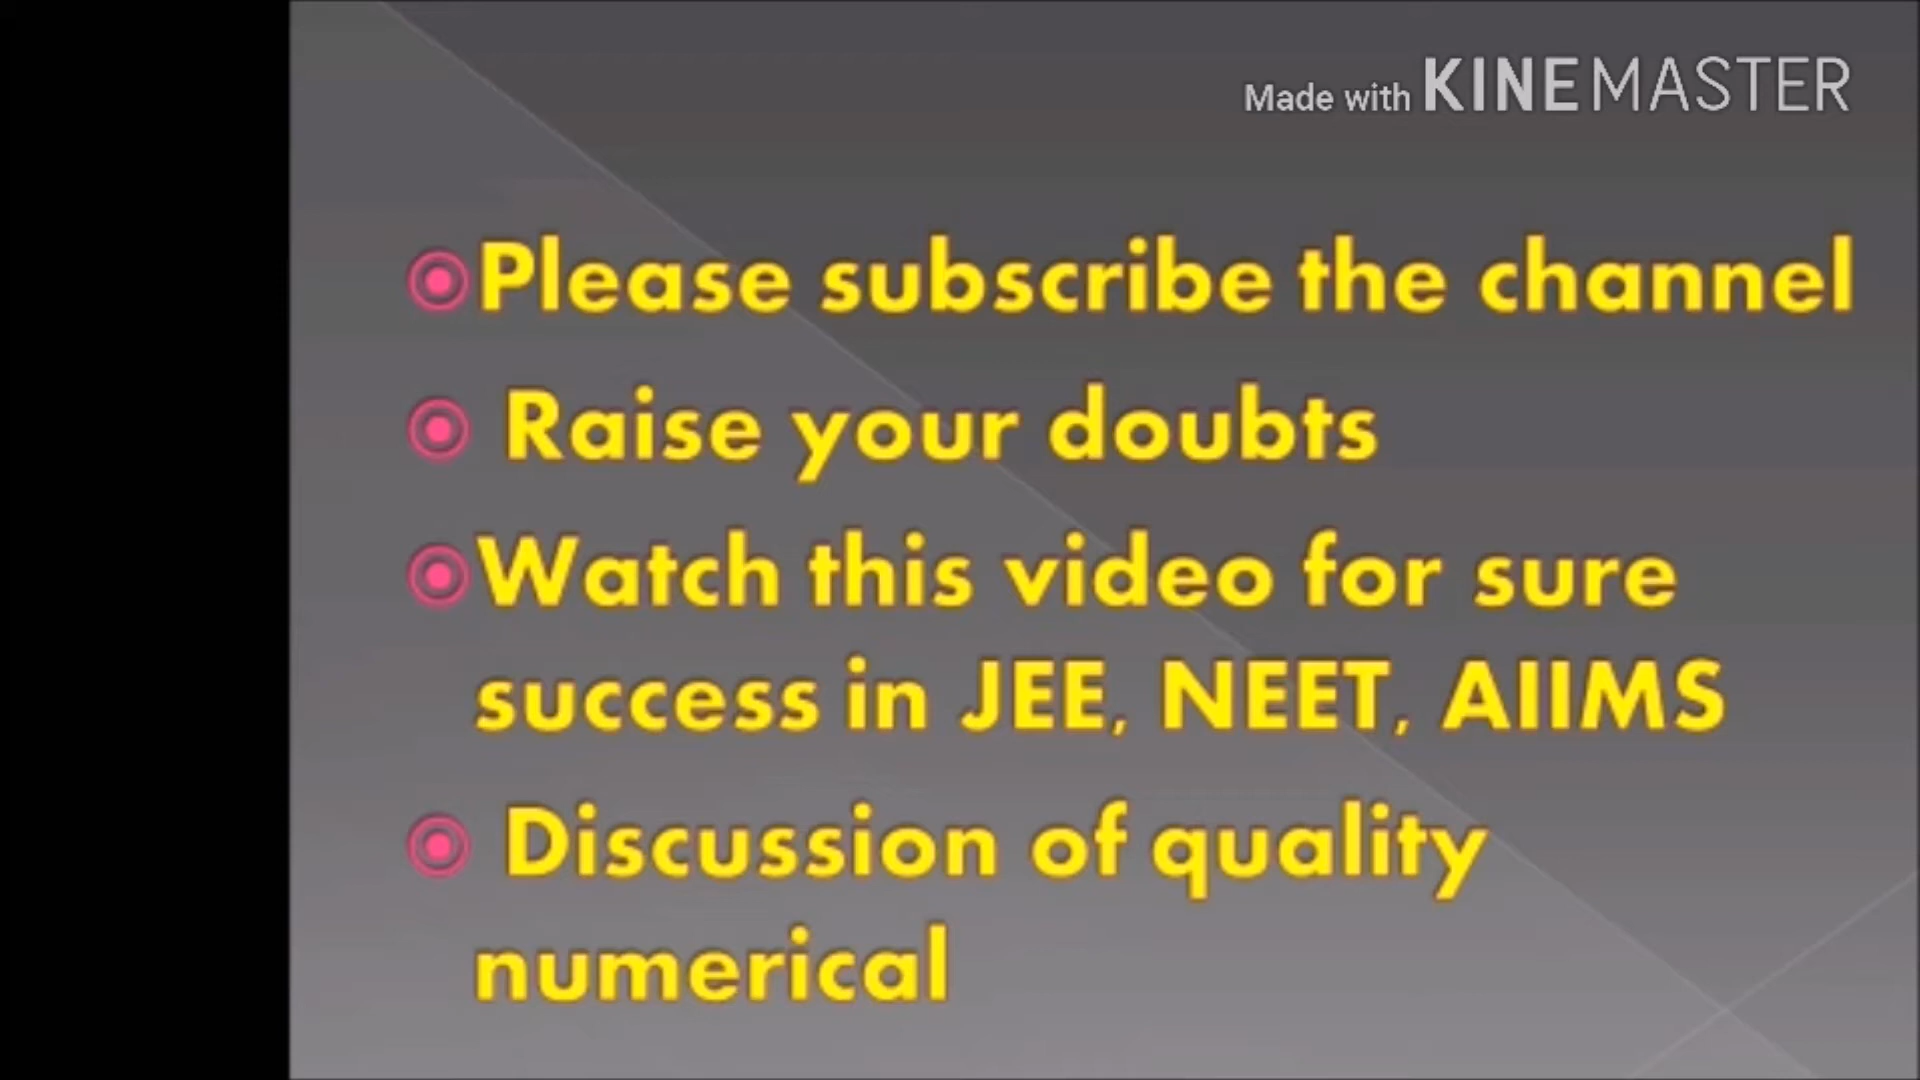 Made with KINEMASTER
Please subscribe the channel
Raise your doubts
Watch this video for sure
success in JEE, NEET, AIIMS
Discussion of quality
numerical